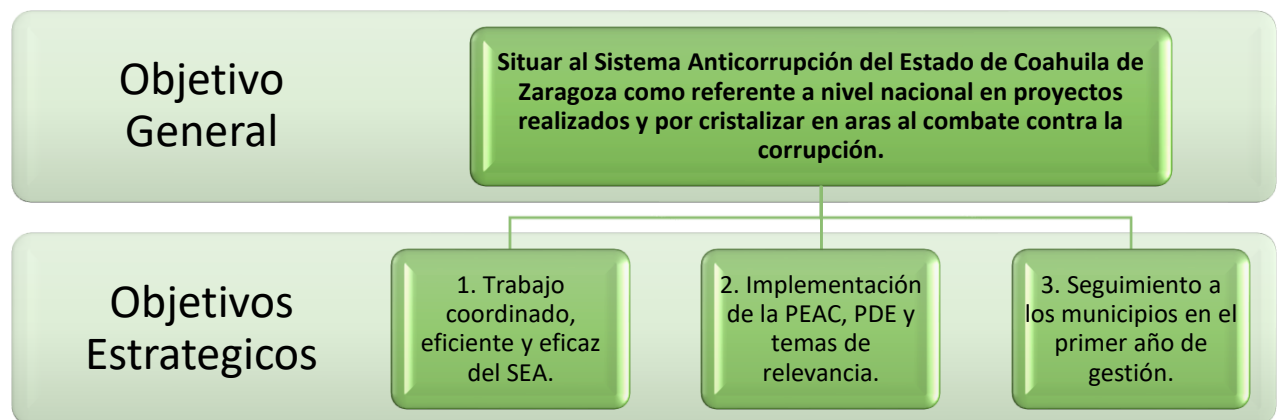 Objetivo
General
Situar al Sistema Anticorrupción del Estado de Coahuila de
Zaragoza como referente a nivel nacional en proyectos
realizados y por cristalizar en aras al combate contra la
corrupción.
Objetivos
Estrategicos
1. Trabajo
coordinado,
eficiente y eficaz
del SEA.
2. Implementación
de la PEAC, PDE y
temas de
relevancia.
3. Seguimiento a
los municipios en el
primer año de
gestión.